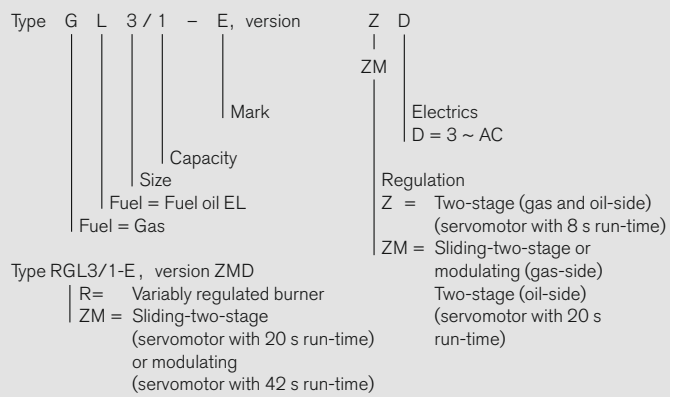 Type G L 3 / 1 – E, version Z D
ZM
Mark
Electrics
D = 3 ~ AC
Capacity
Size
Fuel = Fuel oil EL
Fuel = Gas
Regulation
Z = Two-stage (gas and oil-side)
(servomotor with 8 s run-time)
ZM = Sliding-two-stage or
modulating (gas-side)
Two-stage (oil-side)
(servomotor with 20 s
run-time)
Type RGL3/1-E, version ZMD
R= Variably regulated burner
ZM = Sliding-two-stage
(servomotor with 20 s run-time)
or modulating
(servomotor with 42 s run-time)